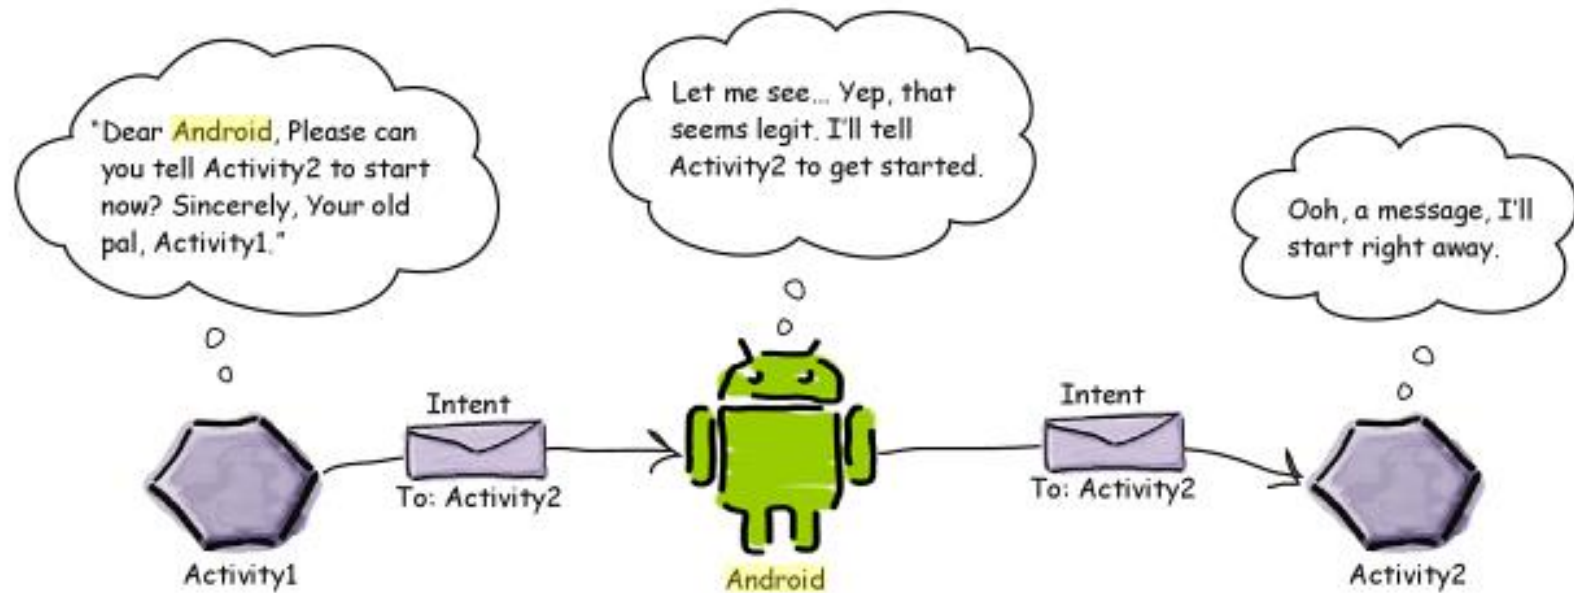 "Dear Android, Please can
you tell Activity2 to start
now? Sincerely, Your old
pal, Activity1."
Let me see... Yep, that
seems legit. I'll tell
Activity2 to get started.
Ooh, a message, I'll
start right away.
Intent
To: Activity2
Intent
To: Activity2
Activity1
Android
Activity2